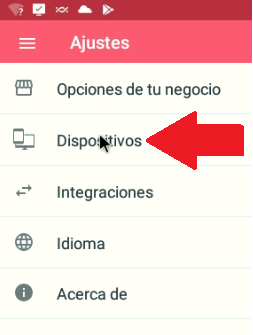 Ajustes
Opciones de tu negocio
Dispositivos
Integraciones
Idioma
Acerca de